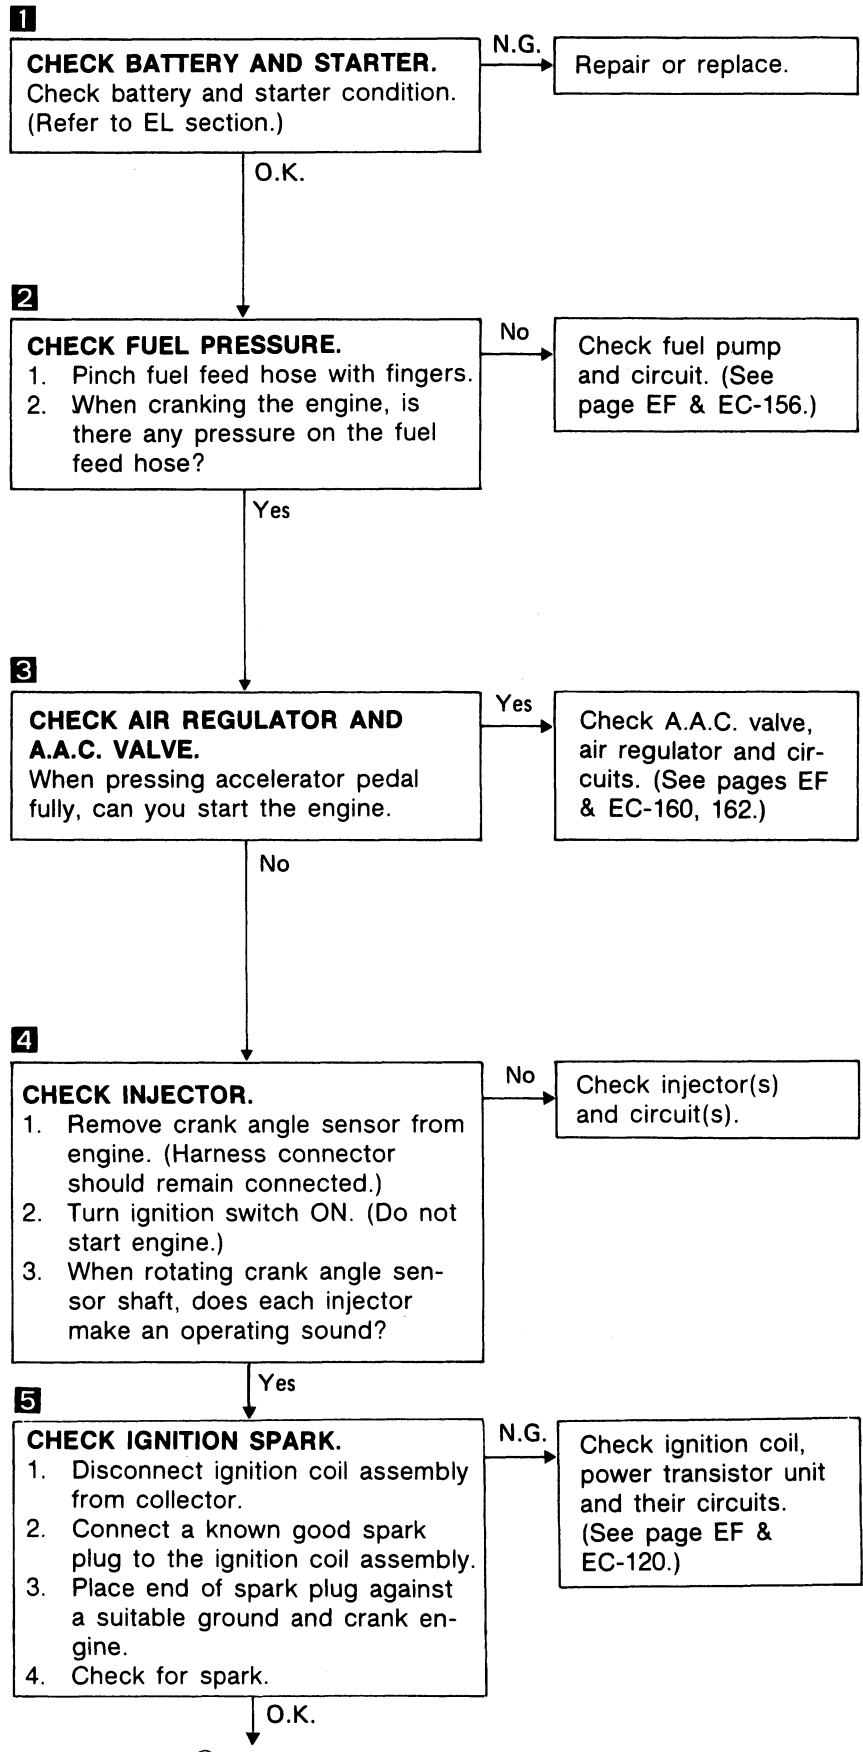 1
CHECK BATTERY AND STARTER.
Check battery and starter condition.
(Refer to EL section.)
N.G.
Repair or replace.
O.K.
2
CHECK FUEL PRESSURE.
1. Pinch fuel feed hose with fingers.
2. When cranking the engine, is
there any pressure on the fuel
feed hose?
No
Check fuel pump
and circuit. (See
page EF & EC-156.)
Yes
3
CHECK AIR REGULATOR AND
A.A.C. VALVE.
When pressing accelerator pedal
fully, can you start the engine.
Yes
Check A.A.C. valve,
air regulator and cir-
cuits. (See pages EF
& EC-160, 162.)
No
4
CHECK INJECTOR.
1. Remove crank angle sensor from
engine. (Harness connector
should remain connected.)
2. Turn ignition switch ON. (Do not
start engine.)
3. When rotating crank angle sen-
sor shaft, does each injector
make an operating sound?
No
Check injector(s)
and circuit(s).
Yes
5
CHECK IGNITION SPARK.
1. Disconnect ignition coil assembly
from collector.
2. Connect a known good spark
plug to the ignition coil assembly.
3. Place end of spark plug against
a suitable ground and crank en-
gine.
4. Check for spark.
N.G.
Check ignition coil,
power transistor unit
and their circuits.
(See page EF &
EC-120.)
O.K.